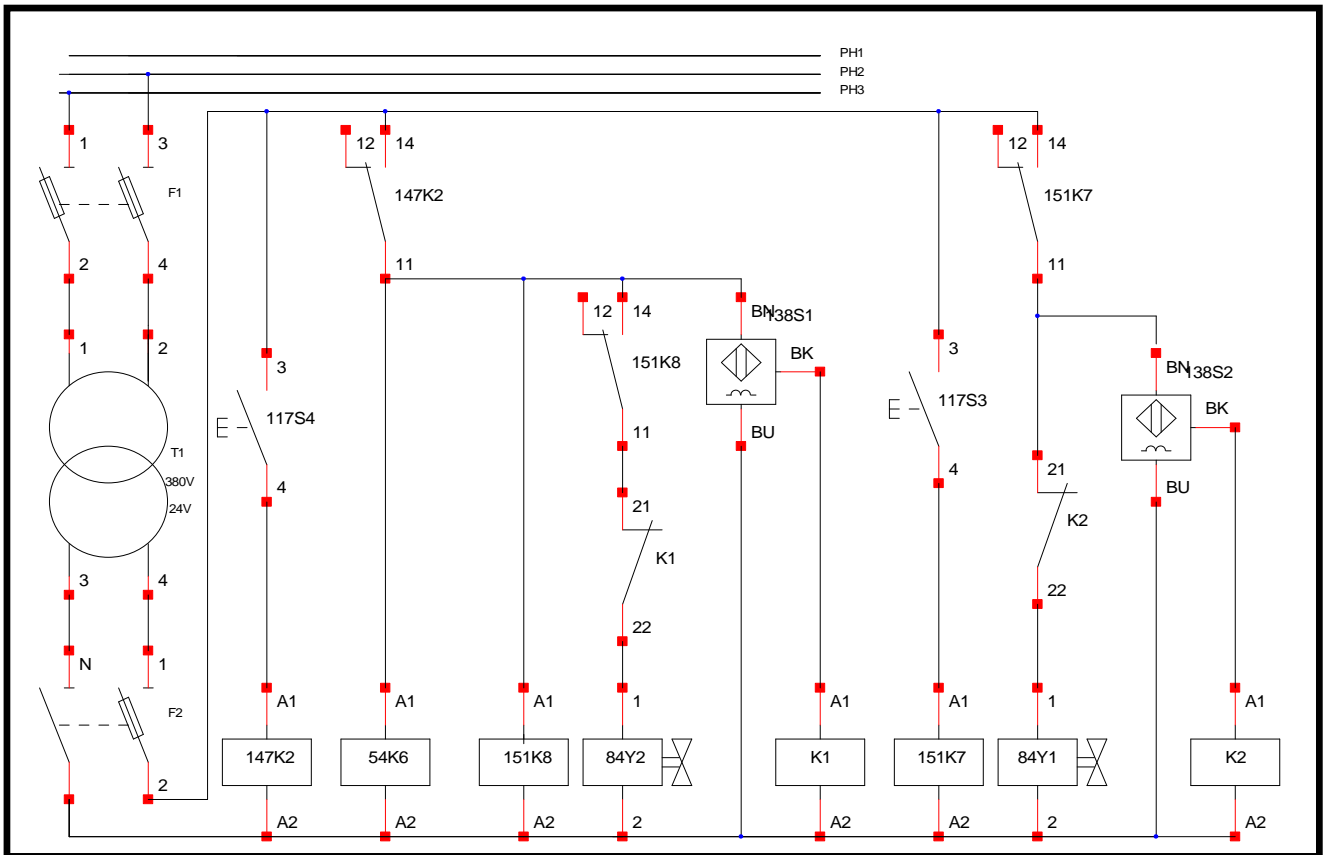 PH1
PH2
PH3
1 3 12 14 12 14
F1 147K2 151K7
2 4 11 11
12 14 BN 138S1
1 2 3 151K8 BK 3 BN 138S2
117S4 117S3 BK
T1 11 BU
380V 4 21 4 21 BU
24V K1 K2
3 4 22 22
N 1 A1 A1 A1 1 A1 A1 1 A1
F2
147K2 54K6 151K8 84Y2 K1 151K7 84Y1 K2
2 A2 A2 A2 2 A2 A2 2 A2